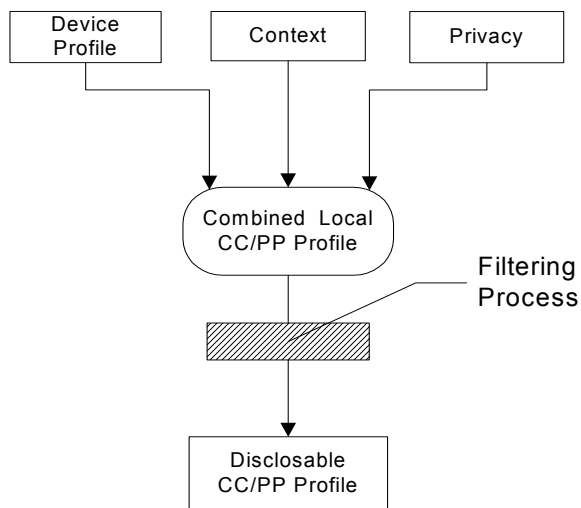 Device
Profile
Context
Privacy
Combined Local
CC/PP Profile
Filtering
Process
Disclosable
CC/PP Profile